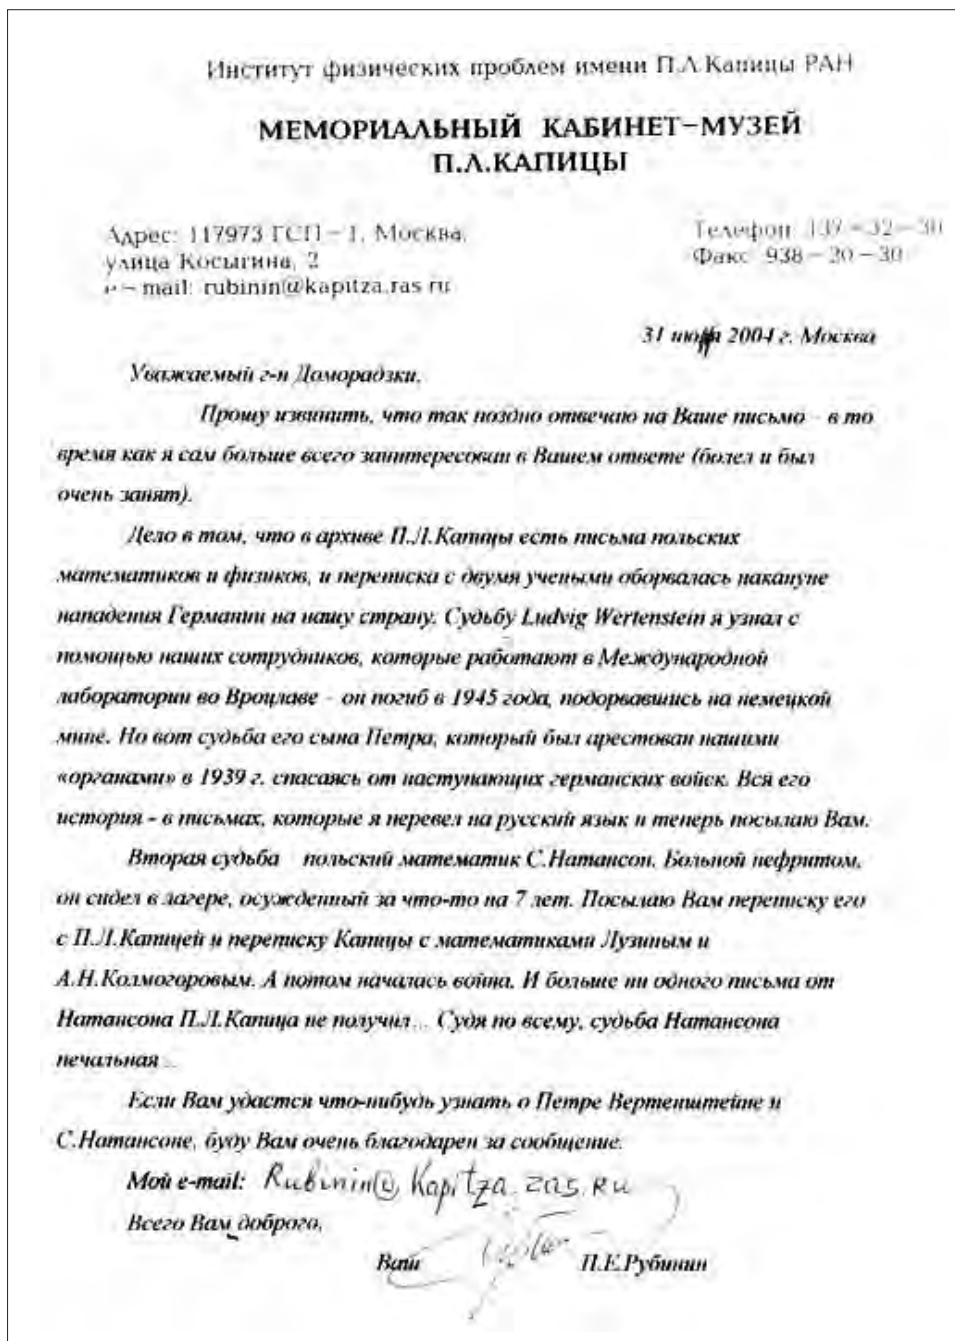 Институт физических проблем имени П.Л.Капицы РАН
МЕМОРИАЛЬНЫЙ КАБИНЕТ-МУЗЕЙ
П.Л.КАПИЦЫ
Адрес: 117973 ГСП-1, Москва,
улица Косыгина, 2
e-mail: rubinin@kapitza.ras.ru
Телефон: 137-32-30
Факс: 938-20-30
31 2004 г. Москва
Уважаемый г-н Доморадзки,
Прошу извинить, что так поздно отвечаю на Ваше письмо - в то
время как я сам больше всего заинтересован в Вашем ответе (болел и был
очень занят).
Дело в том, что в архиве П.Л.Капицы есть письма польских
математиков и физиков, и переписка с двумя учеными оборвалась накануне
нападения Германии на нашу страну. Судьбу Ludvig Wertenstein я узнал с
помощью наших сотрудников, которые работают в Международной
лаборатории во Вроцлаве - он погиб в 1945 года, подорвавшись на немецкой
мине. Но вот судьба его сына Петра, который был арестован нашими
«органами» в 1939 г. спасаясь от наступающих германских войск. Вся его
история - в письмах, которые я перевел на русский язык и теперь посылаю Вам.
Вторая судьба польский математик С.Натансон. Больной нефритом,
он сидел в лагере, осужденный за что-то на 7 лет. Посылаю Вам переписку его
с П.Л.Капицей и переписку Капицы с математиками Лузиным и
А.Н.Колмогоровым. А потом началась война. И больше ни одного письма от
Натансона П.Л.Капица не получил... Судя по всему, судьба Натансона
печальная...
Если Вам удастся что-нибудь узнать о Петре Вертенштейне и
С.Натансоне, буду Вам очень благодарен за сообщение.
Мой e-mail: Rubinin@Kapitza.ras.ru
Всего Вам доброго,
Ваш П.Е.Рубинин